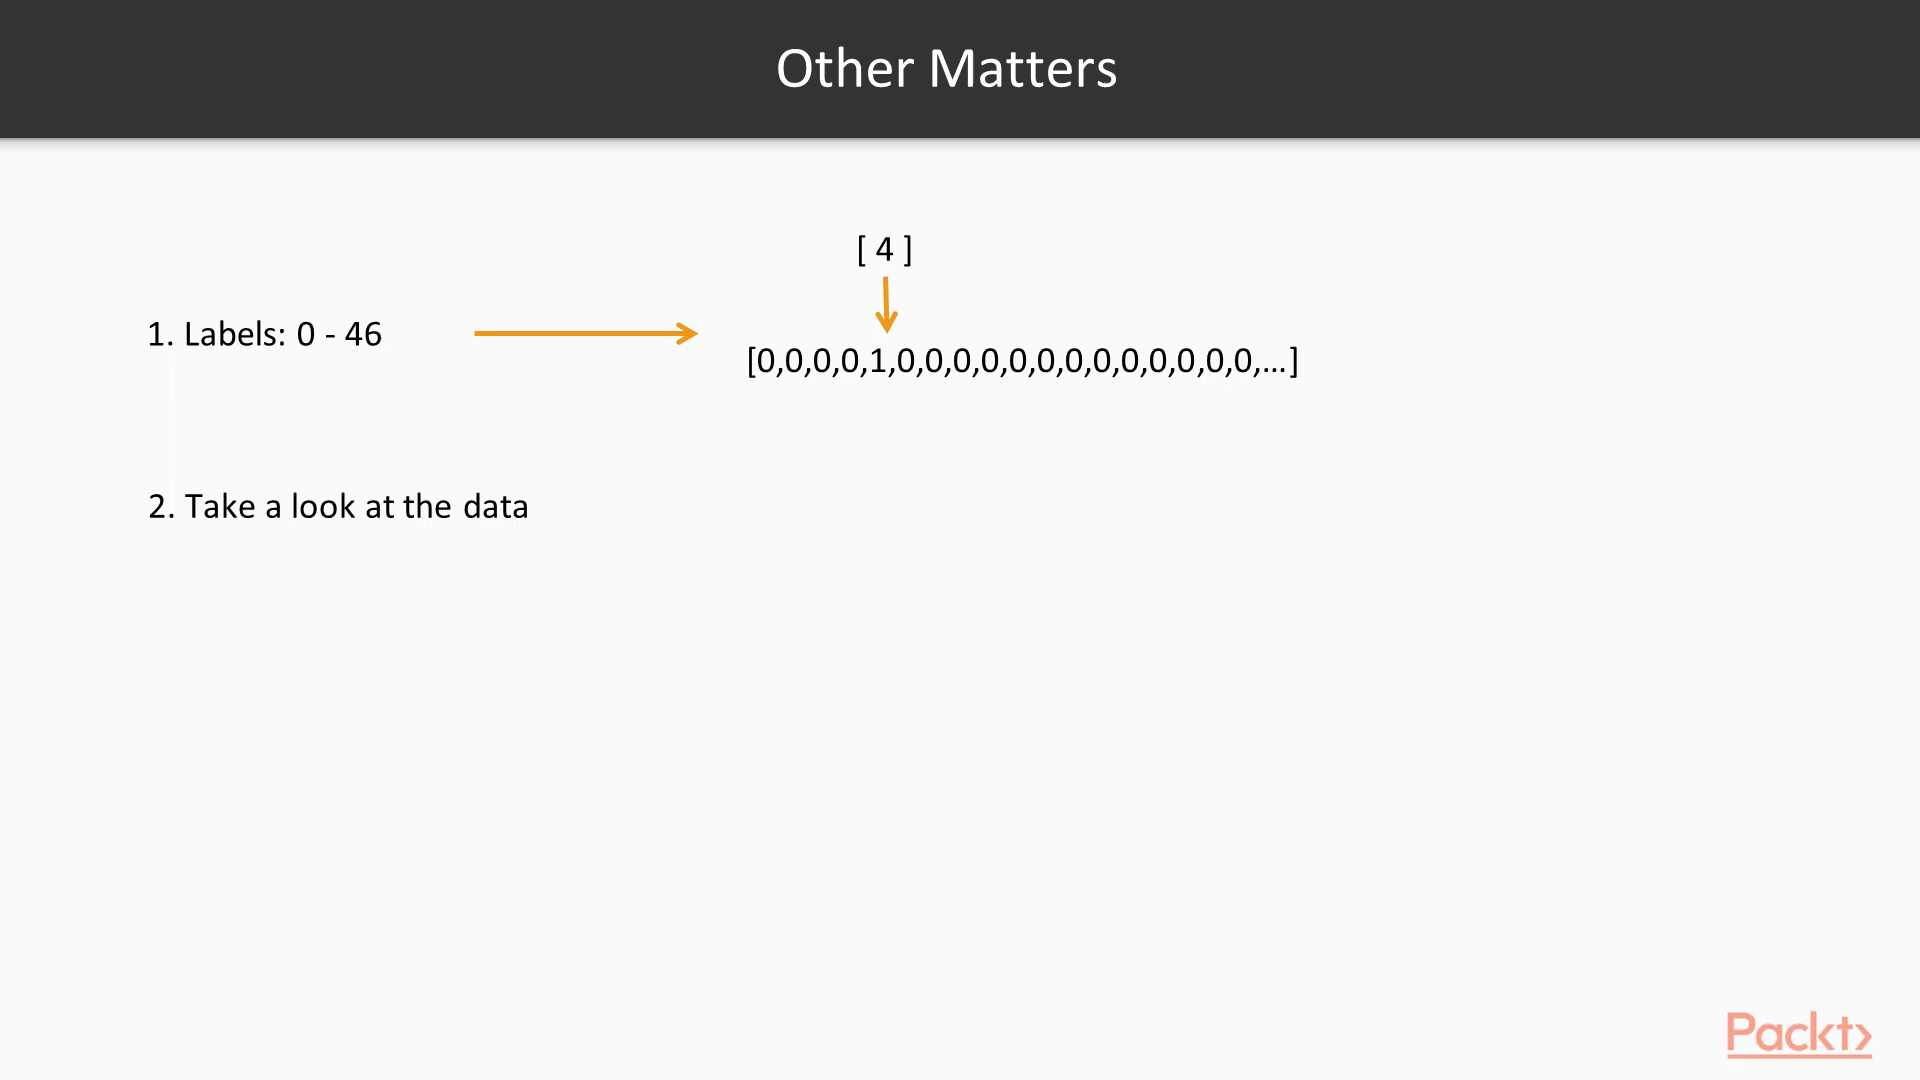 Other Matters
[ 4 ]
1. Labels: 0 - 46
[0,0,0,0,1,0,0,0,0,0,0,0,0,0,0,0,0,0,...]
2. Take a look at the data
Packt>